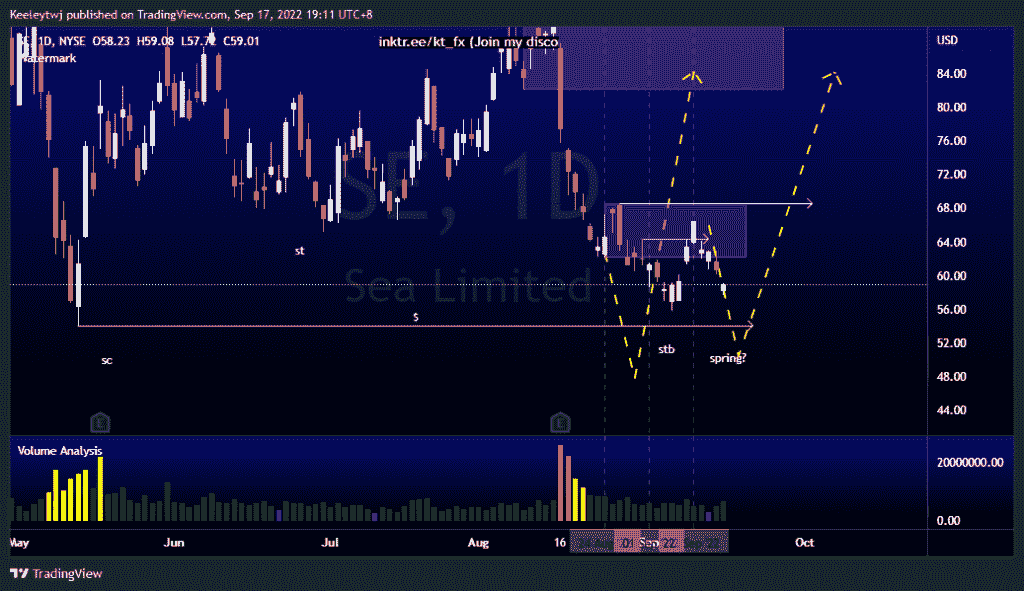 Keeleytwj published on TradingView.com, Sep 17, 2022 19:11 UTC+8
SE, 1D, NYSE O58.23 H59.08 L57.72 C59.01
inktr.ee/kt_fx (Join my disco
Watermark
USD
84.00
80.00
76.00
72.00
68.00
64.00
60.00
56.00
52.00
48.00
44.00
SE, 1D
Sea Limited
st
$
sc
stb
spring?
E
E
Volume Analysis
20000000.00
0.00
May
Jun
Jul
Aug
16
Sep
Oct
TradingView